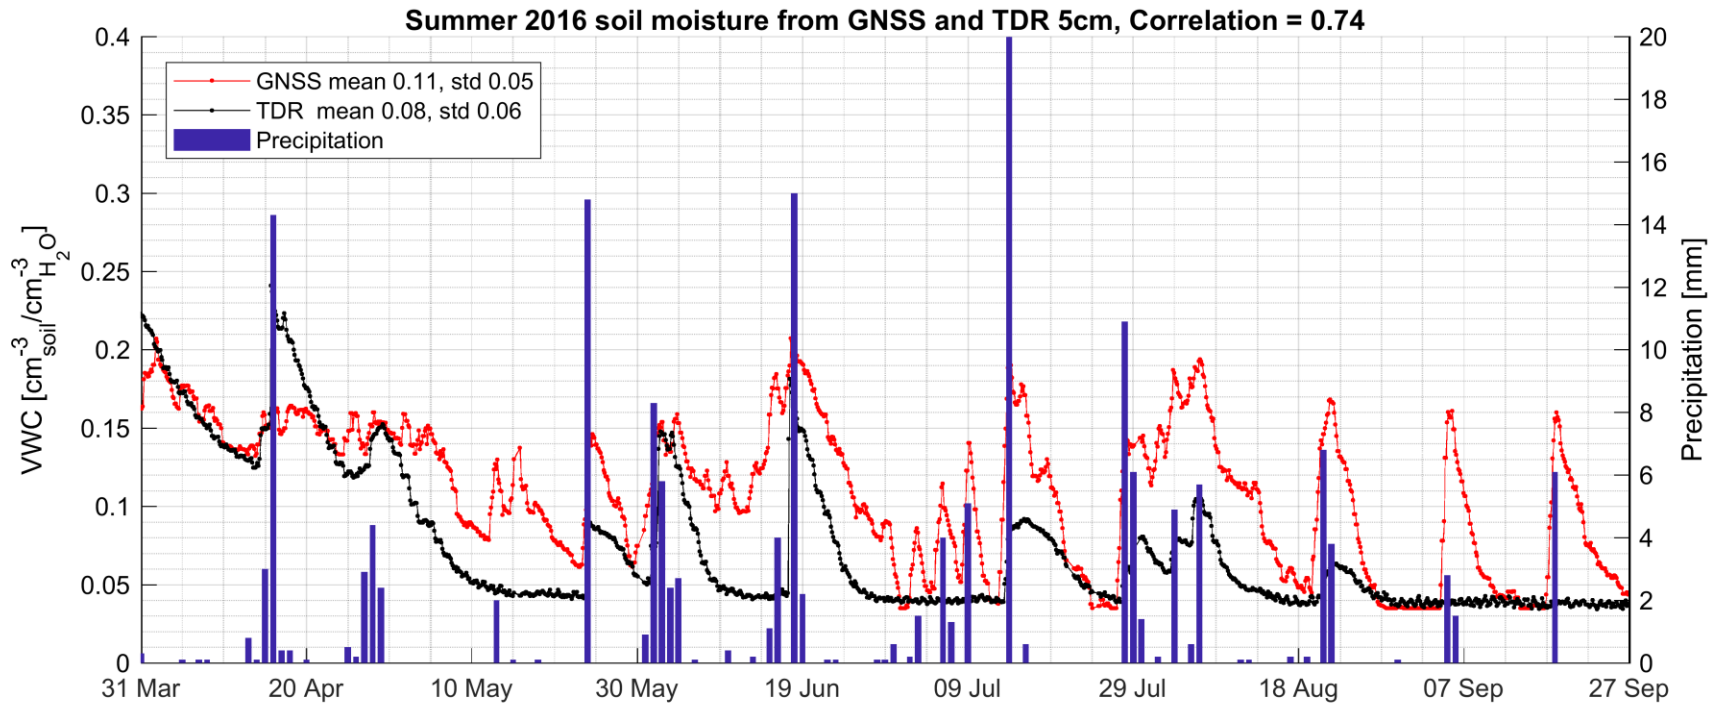 Summer 2016 soil moisture from GNSS and TDR 5cm, Correlation = 0.74
GNSS mean 0.11, std 0.05
TDR mean 0.08, std 0.06
Precipitation
VWC [cm⁻³soil/cm⁻³H₂O]
0.4
0.35
0.3
0.25
0.2
0.15
0.1
0.05
0
Precipitation [mm]
20
18
16
14
12
10
8
6
4
2
0
31 Mar 20 Apr 10 May 30 May 19 Jun 09 Jul 29 Jul 18 Aug 07 Sep 27 Sep